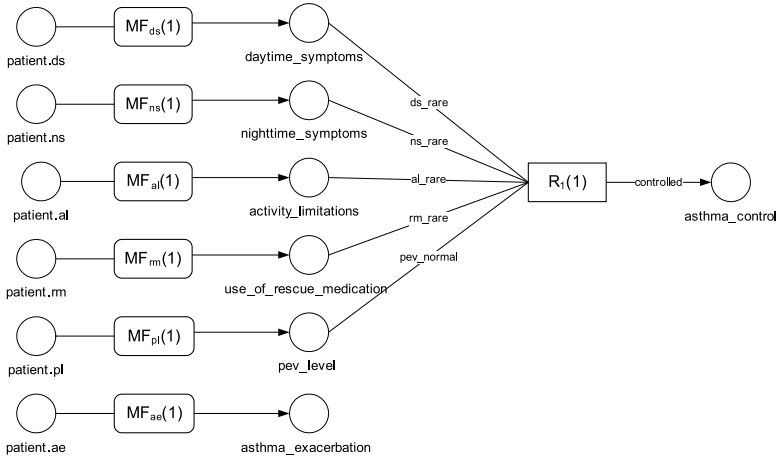 MFds(1)
patient.ds
daytime_symptoms
ds_rare
MFns(1)
patient.ns
nighttime_symptoms
ns_rare
MFal(1)
patient.al
activity_limitations
al_rare
R1(1)
controlled
asthma_control
MFrm(1)
patient.rm
use_of_rescue_medication
rm_rare
pev_normal
MFpl(1)
patient.pl
pev_level
MFae(1)
patient.ae
asthma_exacerbation